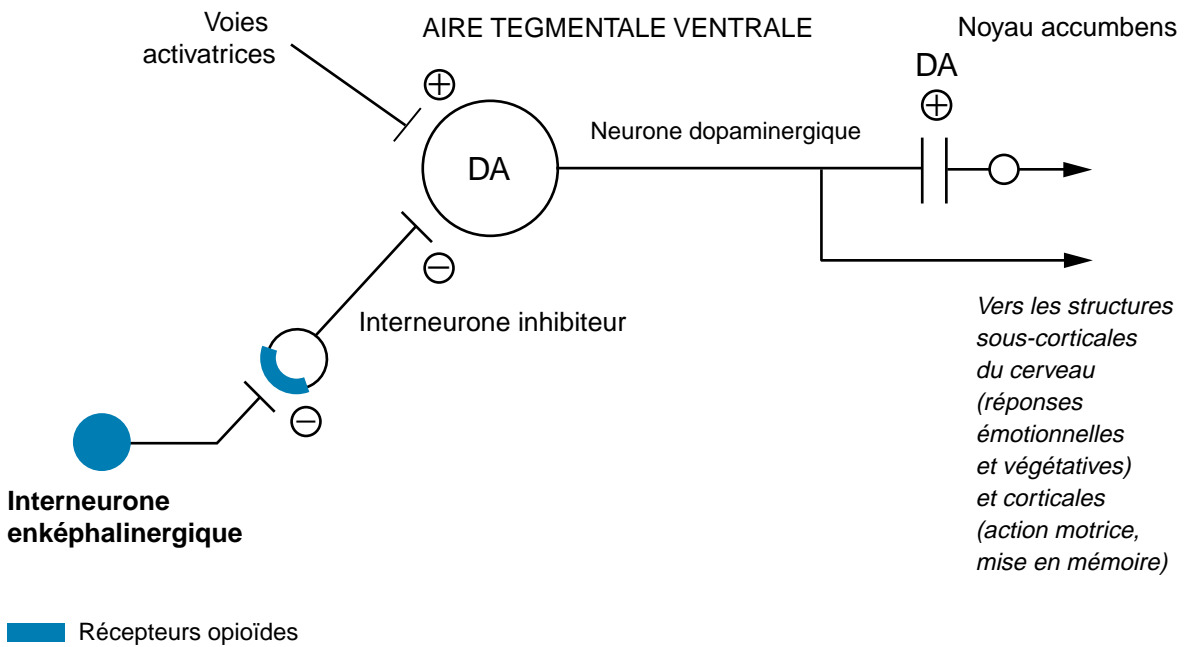 Voies
activatrices
AIRE TEGMENTALE VENTRALE
Noyau accumbens
DA
+
+
Neurone dopaminergique
DA
−
Interneurone inhibiteur
−
Interneurone
enképhalinergique
Vers les structures
sous-corticales
du cerveau
(réponses
émotionnelles
et végétatives)
et corticales
(action motrice,
mise en mémoire)
Récepteurs opioïdes